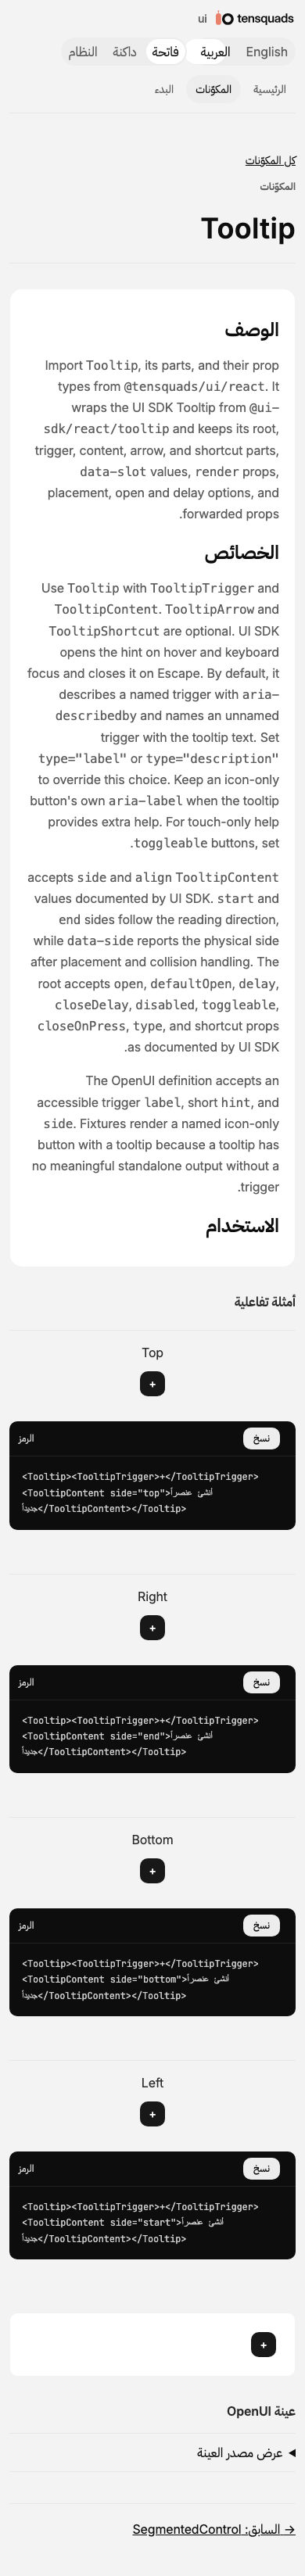 tensquads ui
English العربية فاتحة داكنة النظام
الرئيسية المكوّنات البدء
كل المكوّنات
المكوّنات
Tooltip
الوصف
Import Tooltip, its parts, and their prop
types from @tensquads/ui/react. It
wraps the UI SDK Tooltip from @ui-
sdk/react/tooltip and keeps its root,
trigger, content, arrow, and shortcut parts,
data-slot values, render props,
placement, open and delay options, and
forwarded props.
الخصائص
Use Tooltip with TooltipTrigger and
TooltipContent. TooltipArrow and
TooltipShortcut are optional. UI SDK
opens the hint on hover and keyboard
focus and closes it on Escape. By default, it
describes a named trigger with aria-
describedby and names an unnamed
trigger with the tooltip text. Set
type="label" or type="description"
to override this choice. Keep an icon-only
button's own aria-label when the tooltip
provides extra help. For touch-only help
buttons, set toggleable.
TooltipContent accepts side and align
values documented by UI SDK. start and
end sides follow the reading direction,
while data-side reports the physical side
after placement and collision handling. The
root accepts open, defaultOpen, delay,
closeDelay, disabled, toggleable,
closeOnPress, type, and shortcut props
as documented by UI SDK.
The OpenUI definition accepts an
accessible trigger label, short hint, and
side. Fixtures render a named icon-only
button with a tooltip because a tooltip has
no meaningful standalone output without a
trigger.
الاستخدام
أمثلة تفاعلية
Top
+
نسخ الرمز
<Tooltip><TooltipTrigger>+</TooltipTrigger>
<TooltipContent side="top">أنشئ عنصراً
جديداً</TooltipContent></Tooltip>
Right
+
نسخ الرمز
<Tooltip><TooltipTrigger>+</TooltipTrigger>
<TooltipContent side="end">أنشئ عنصراً
جديداً</TooltipContent></Tooltip>
Bottom
+
نسخ الرمز
<Tooltip><TooltipTrigger>+</TooltipTrigger>
<TooltipContent side="bottom">أنشئ عنصراً
جديداً</TooltipContent></Tooltip>
Left
+
نسخ الرمز
<Tooltip><TooltipTrigger>+</TooltipTrigger>
<TooltipContent side="start">أنشئ عنصراً
جديداً</TooltipContent></Tooltip>
+
عينة OpenUI
عرض مصدر العينة
→ السابق: SegmentedControl